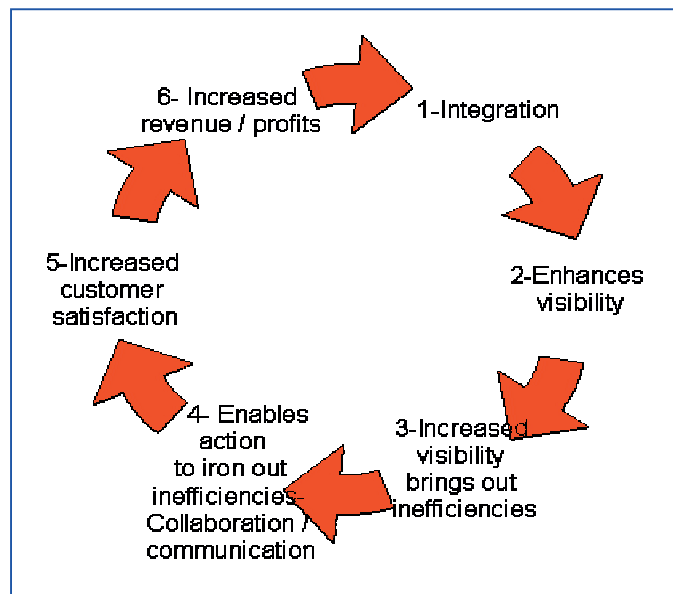 1-Integration
2-Enhances
visibility
3-Increased
visibility
brings out
inefficiencies
4- Enables
action
to iron out
inefficiencies-
Collaboration /
communication
5-Increased
customer
satisfaction
6- Increased
revenue / profits